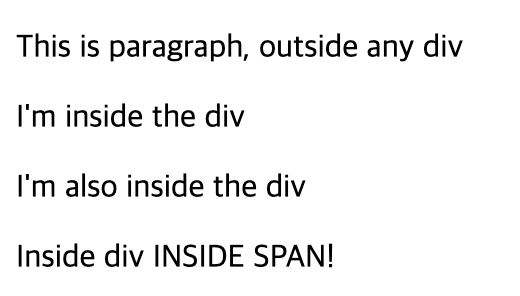 This is paragraph, outside any div
I'm inside the div
I'm also inside the div
Inside div INSIDE SPAN!